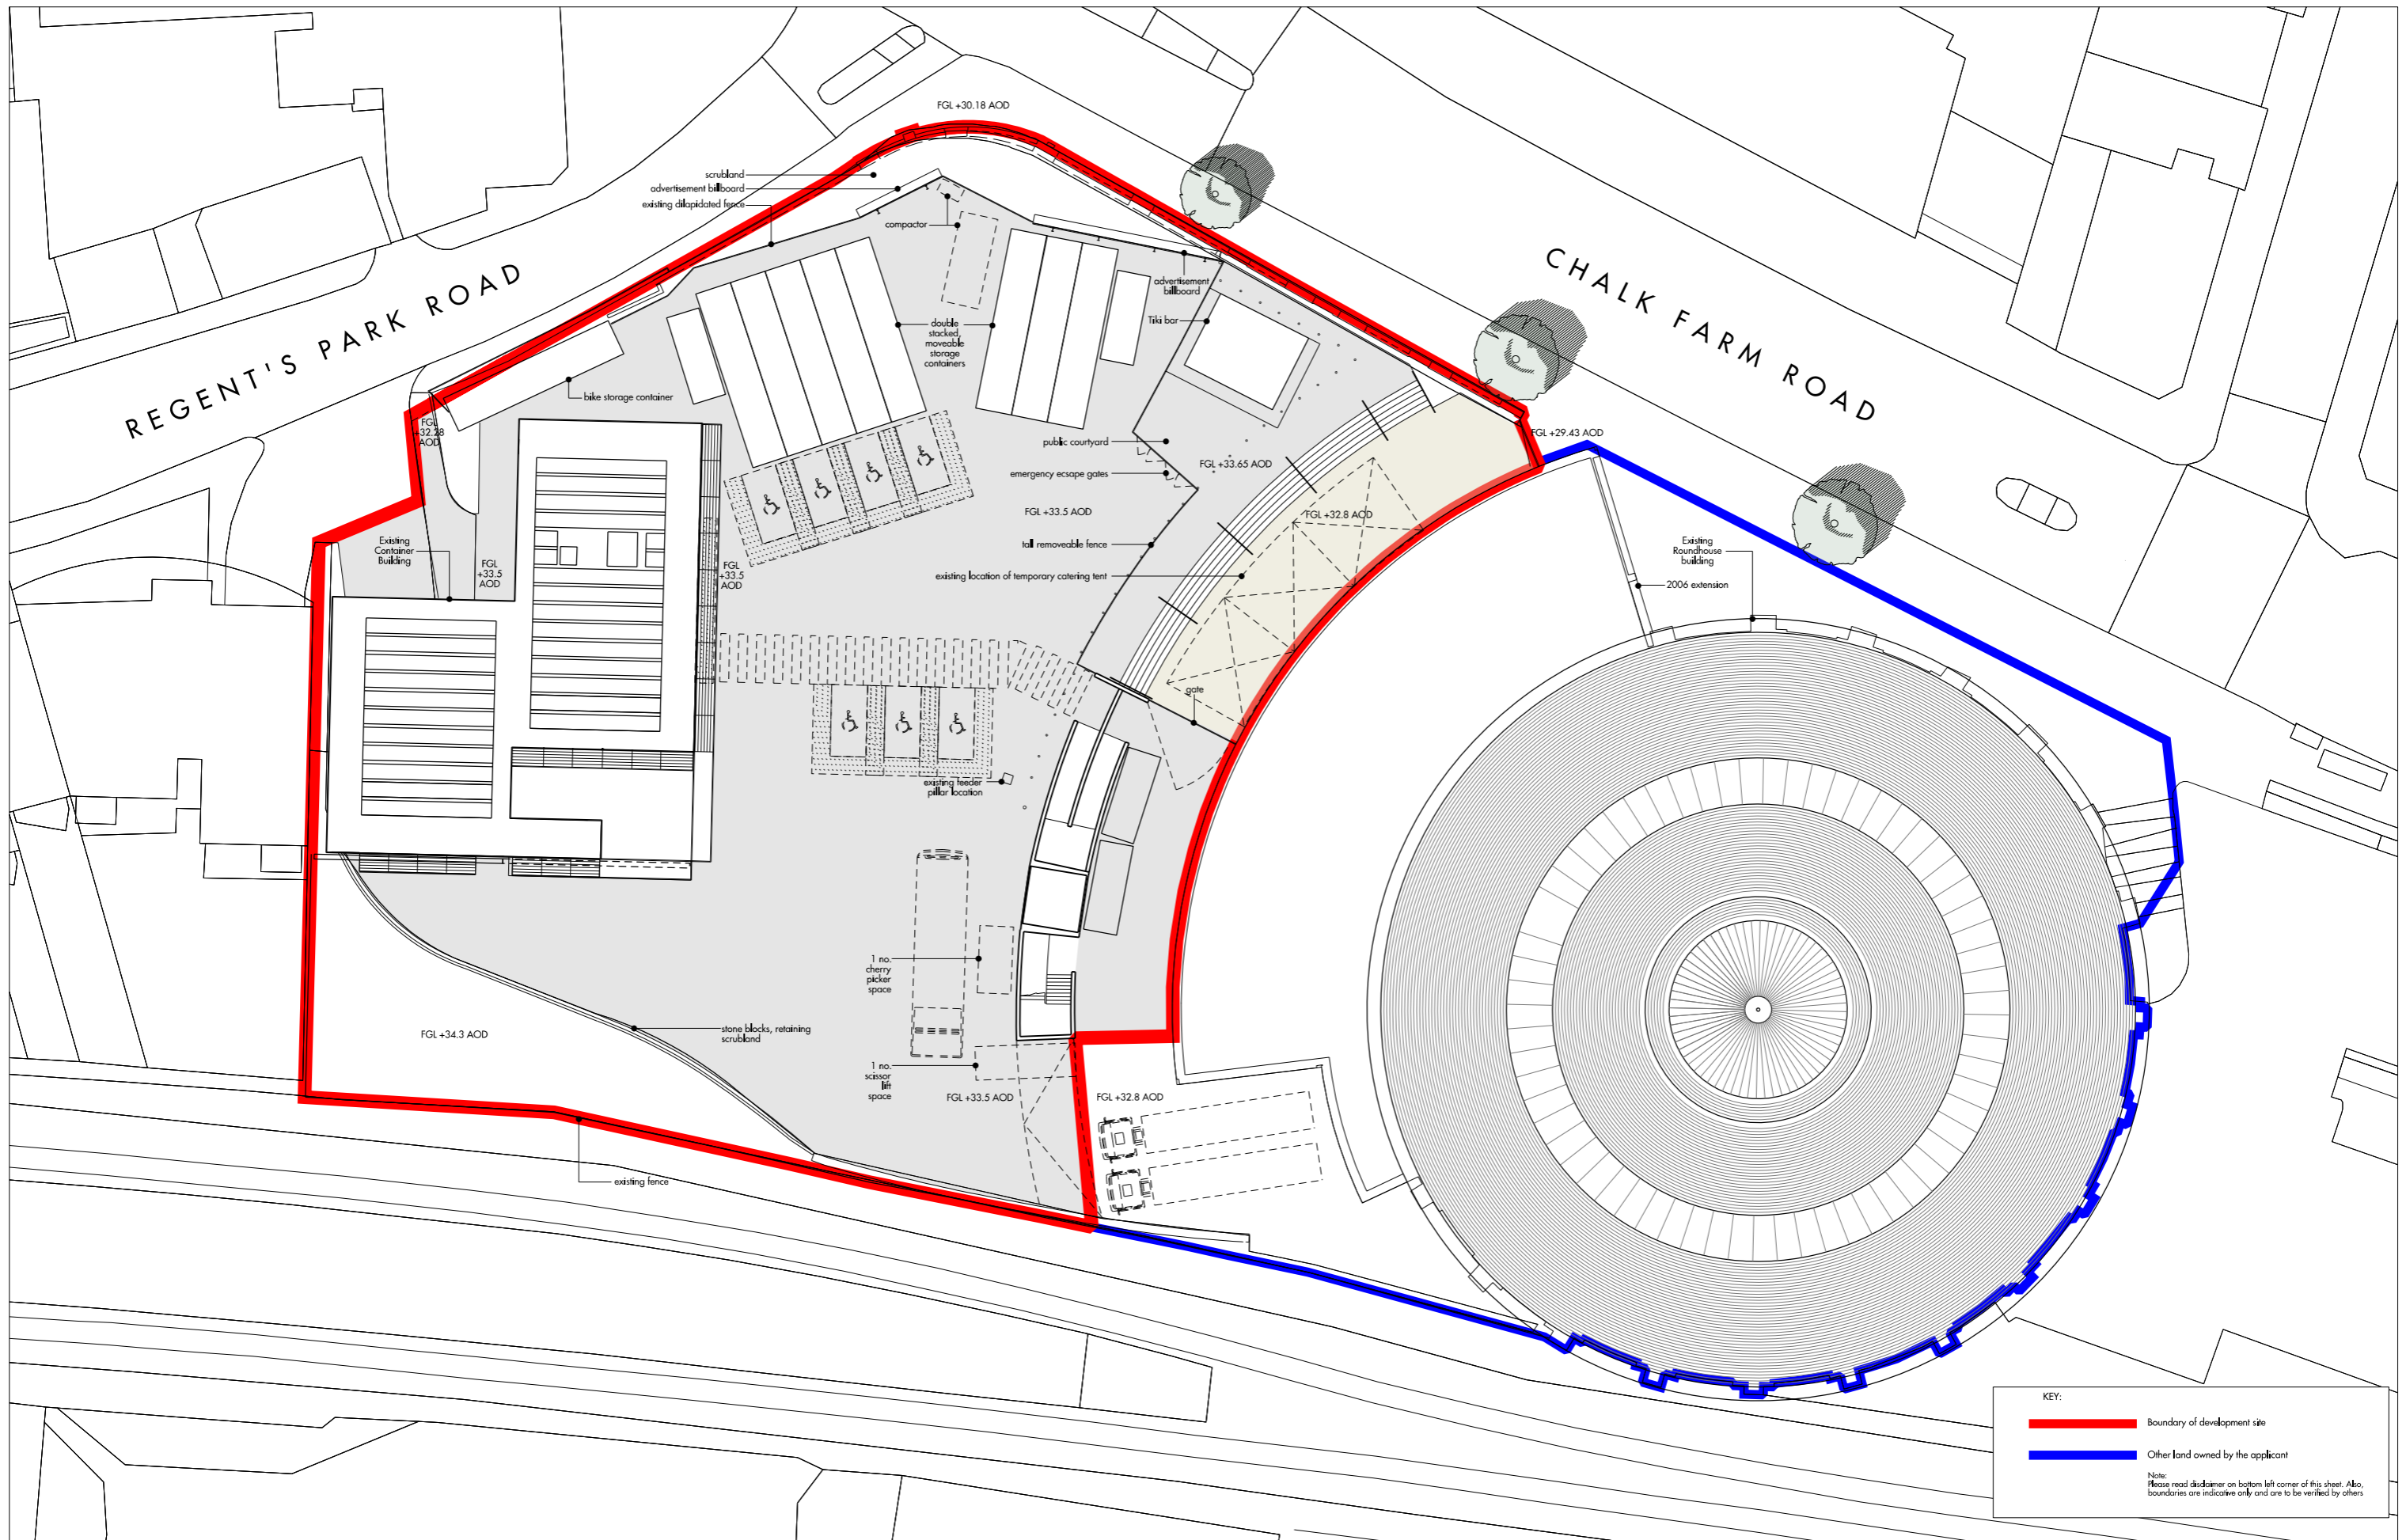 FGL +30.18 AOD
scrubland
advertisement billboard
existing dilapidated fence
compactor
REGENT'S PARK ROAD
CHALK FARM ROAD
advertisement
billboard
Tiki bar
double
stacked,
moveable
storage
containers
bike storage container
FGL
+32.28
AOD
public courtyard
emergency ecsape gates
FGL +33.65 AOD
FGL +29.43 AOD
FGL +33.5 AOD
FGL +32.8 AOD
tall removeable fence
existing location of temporary catering tent
Existing
Container
Building
FGL
+33.5
AOD
FGL
+33.5
AOD
Existing
Roundhouse
building
2006 extension
gate
existing feeder
pillar location
1 no.
cherry
picker
space
stone blocks, retaining
scrubland
FGL +34.3 AOD
1 no.
scissor
lift
space
FGL +33.5 AOD
FGL +32.8 AOD
existing fence
KEY:
Boundary of development site
Other land owned by the applicant
Note:
Please read disclaimer on bottom left corner of this sheet. Also,
boundaries are indicative only and are to be verified by others